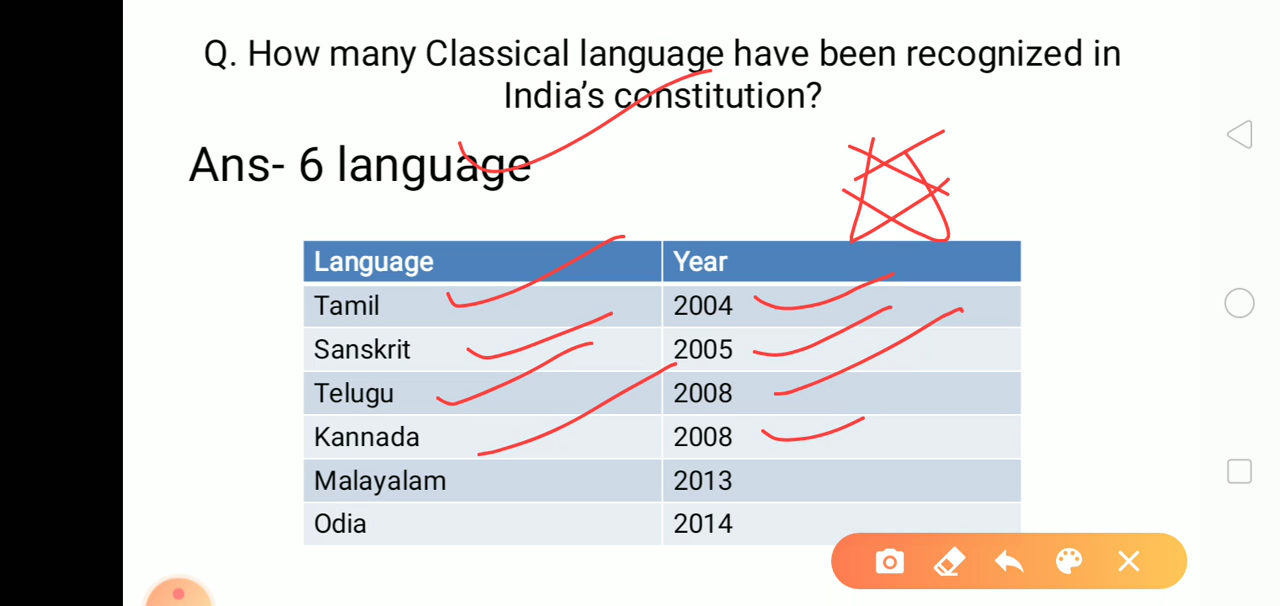 Q. How many Classical language have been recognized in
India's constitution?
Ans- 6 language
Language Year
Tamil 2004
Sanskrit 2005
Telugu 2008
Kannada 2008
Malayalam 2013
Odia 2014